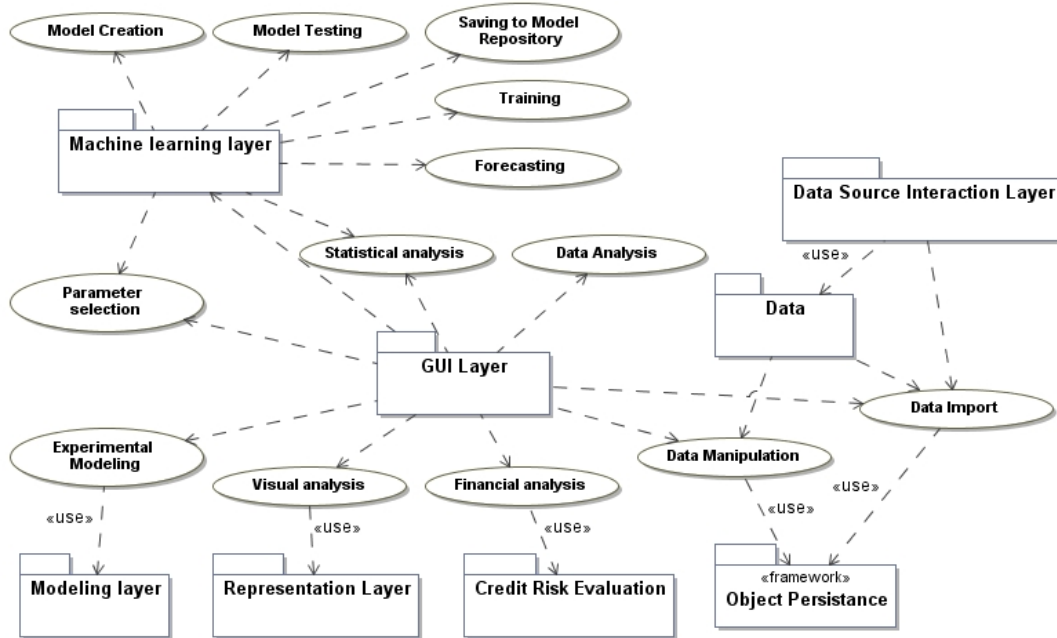 Model Creation
Model Testing
Saving to Model
Repository
Training
Machine learning layer
Forecasting
Data Source Interaction Layer
Statistical analysis
Data Analysis
«use»
Parameter
selection
Data
GUI Layer
Data Import
Experimental
Modeling
Data Manipulation
Visual analysis
Financial analysis
«use»
«use»
«use»
«use»
«use»
Modeling layer
Representation Layer
Credit Risk Evaluation
«framework»
Object Persistance